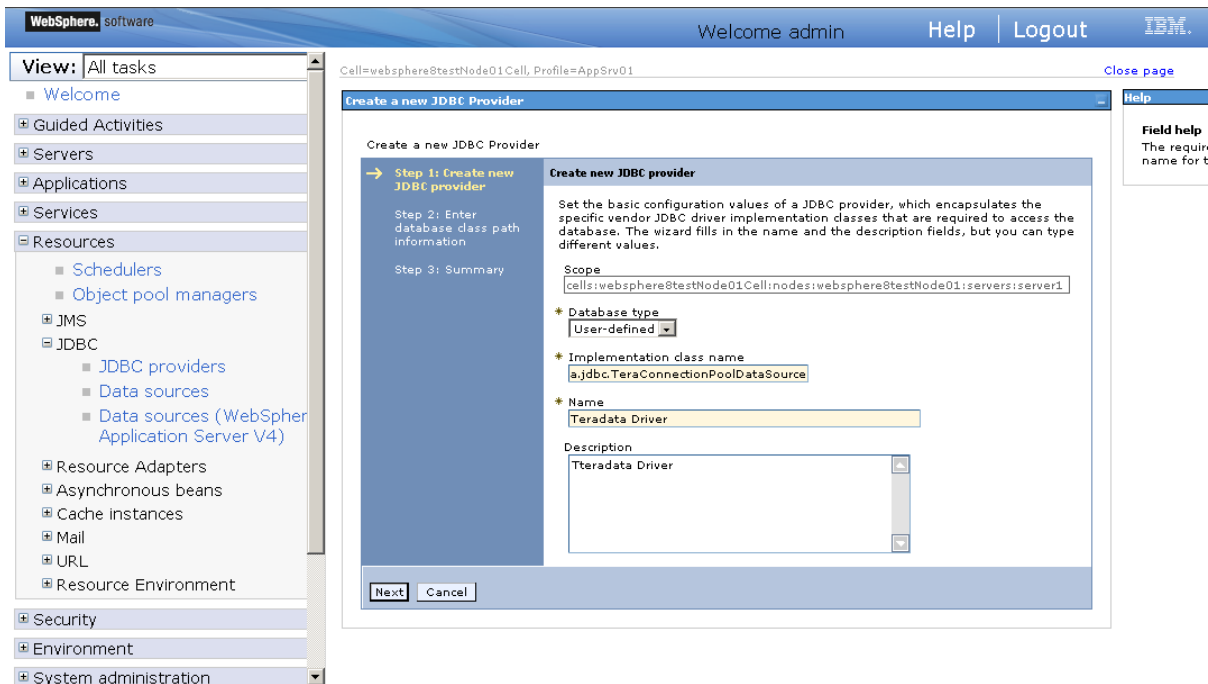 WebSphere. software
Welcome admin
Help
Logout
IBM.
View: All tasks
Welcome
Guided Activities
Servers
Applications
Services
Resources
Schedulers
Object pool managers
JMS
JDBC
JDBC providers
Data sources
Data sources (WebSpher
Application Server V4)
Resource Adapters
Asynchronous beans
Cache instances
Mail
URL
Resource Environment
Security
Environment
System administration
Cell=websphere8testNode01Cell, Profile=AppSrv01
Close page
Create a new JDBC Provider
Create a new JDBC Provider
Step 1: Create new
JDBC provider
Step 2: Enter
database class path
information
Step 3: Summary
Create new JDBC provider
Set the basic configuration values of a JDBC provider, which encapsulates the
specific vendor JDBC driver implementation classes that are required to access the
database. The wizard fills in the name and the description fields, but you can type
different values.
Scope
cells:websphere8testNode01Cell:nodes:websphere8testNode01:servers:server1
* Database type
User-defined
* Implementation class name
a.jdbc.TeraConnectionPoolDataSource
* Name
Teradata Driver
Description
Tteradata Driver
Next
Cancel
Help
Field help
The requir
name for t